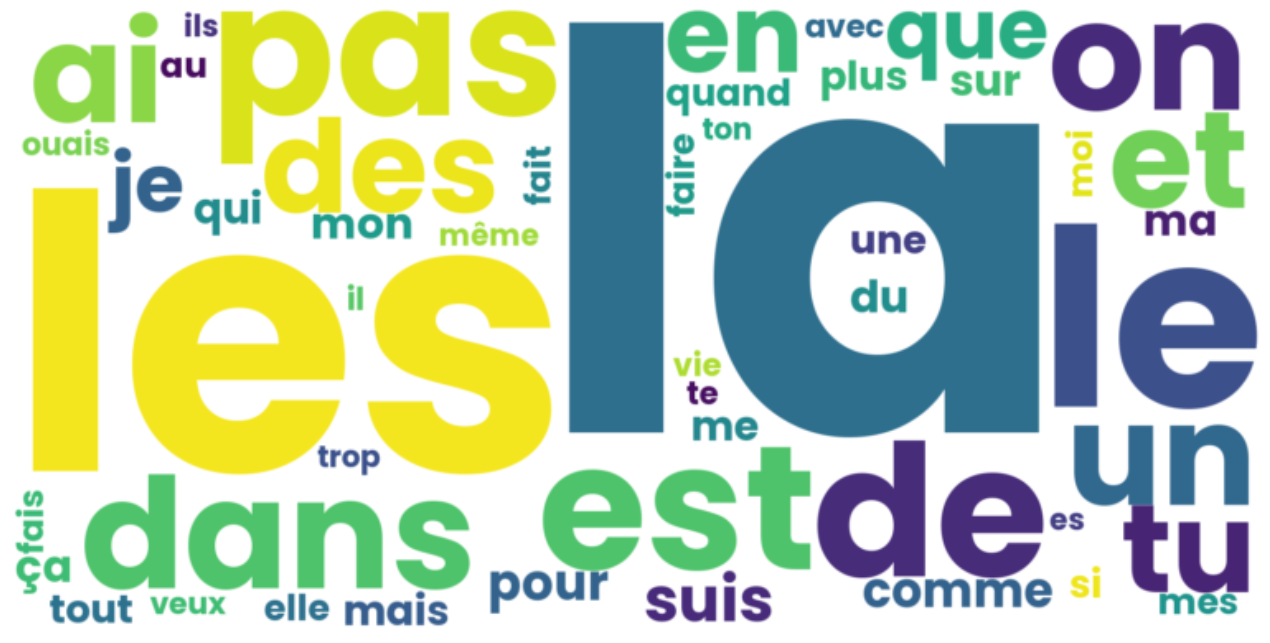 ai
ils
au
pas
la
en
avec
que
on
quand
plus
sur
ouais
je
des
fait
faire
ton
moi
et
qui
mon
même
ma
les
il
une
du
le
vie
te
me
trop
un
fais
ça
dans
est
de
es
tu
tout
veux
elle
mais
pour
suis
comme
si
mes